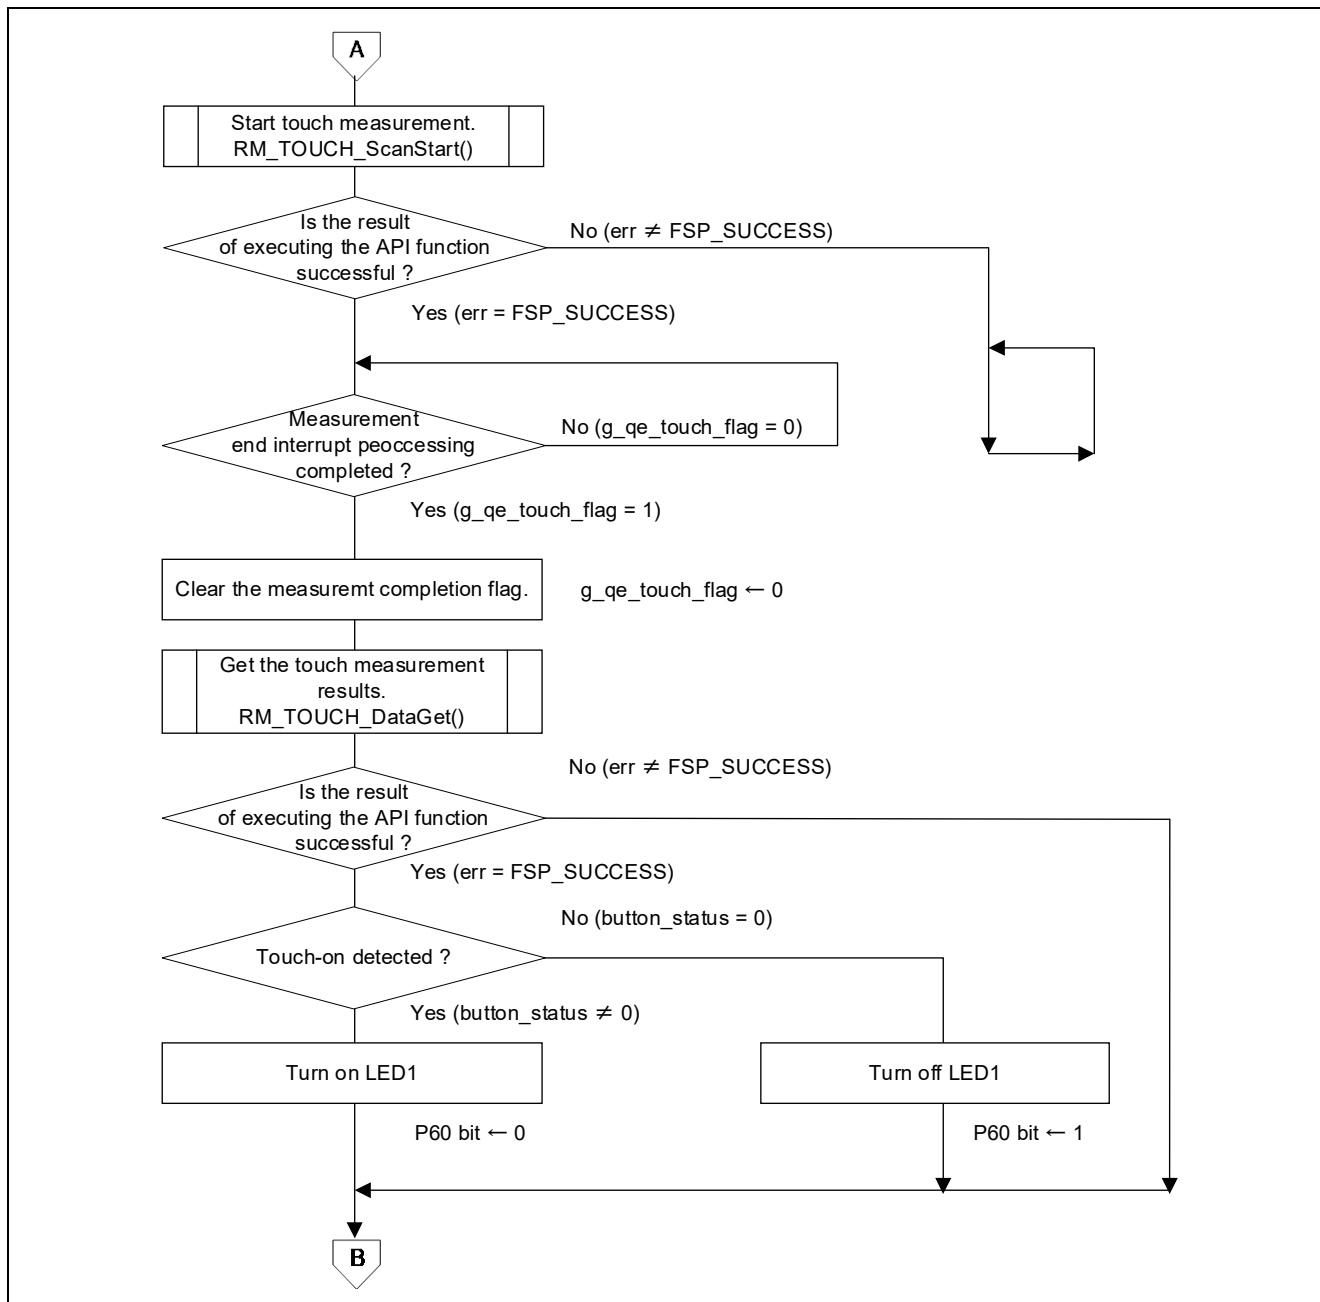 A
Start touch measurement.
RM_TOUCH_ScanStart()
Is the result
of executing the API function
successful ?
No (err ≠ FSP_SUCCESS)
Yes (err = FSP_SUCCESS)
Measurement
end interrupt peoccessing
completed ?
No (g_qe_touch_flag = 0)
Yes (g_qe_touch_flag = 1)
Clear the measuremt completion flag.
g_qe_touch_flag ← 0
Get the touch measurement
results.
RM_TOUCH_DataGet()
No (err ≠ FSP_SUCCESS)
Is the result
of executing the API function
successful ?
Yes (err = FSP_SUCCESS)
No (button_status = 0)
Touch-on detected ?
Yes (button_status ≠ 0)
Turn on LED1
Turn off LED1
P60 bit ← 0
P60 bit ← 1
B